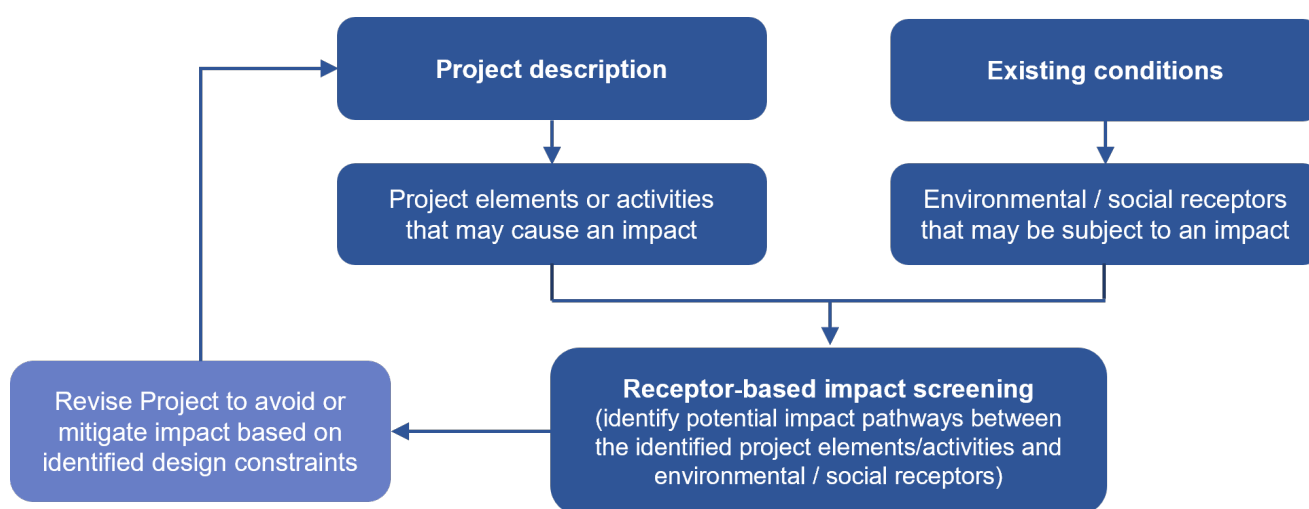 Project description
Existing conditions
Project elements or activities
that may cause an impact
Environmental / social receptors
that may be subject to an impact
Revise Project to avoid or
mitigate impact based on
identified design constraints
Receptor-based impact screening
(identify potential impact pathways between
the identified project elements/activities and
environmental / social receptors)